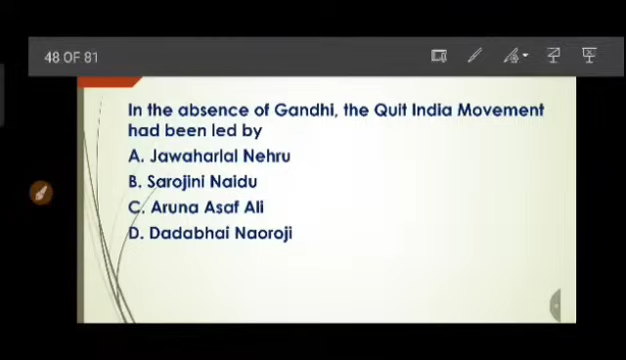 48 OF 81
In the absence of Gandhi, the Quit India Movement
had been led by
A. Jawaharlal Nehru
B. Sarojini Naidu
C. Aruna Asaf Ali
D. Dadabhai Naoroji